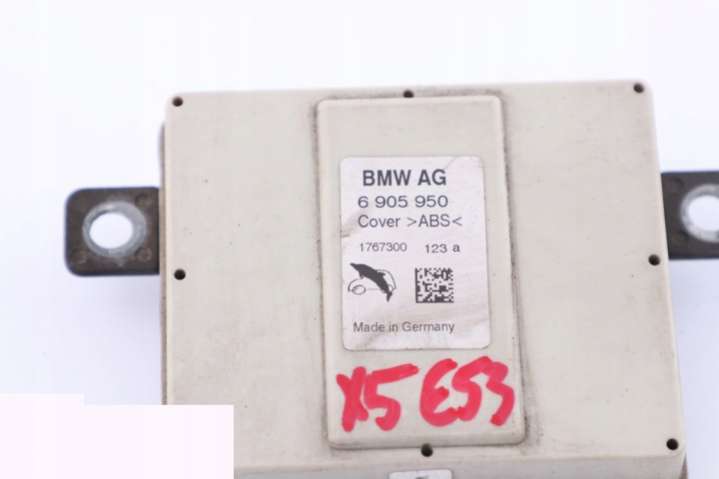 BMW AG
6 905 950
Cover >ABS<
1767300 123 a
Made in Germany
X5 E53